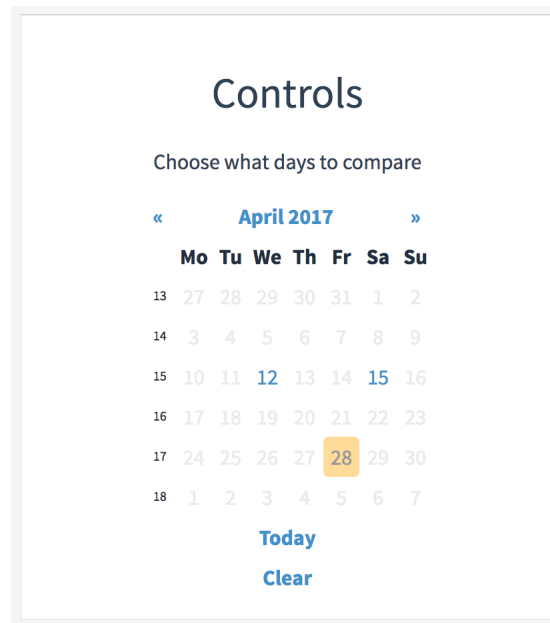 Controls
Choose what days to compare
« April 2017 »
Mo Tu We Th Fr Sa Su
13 27 28 29 30 31 1 2
14 3 4 5 6 7 8 9
15 10 11 12 13 14 15 16
16 17 18 19 20 21 22 23
17 24 25 26 27 28 29 30
18 1 2 3 4 5 6 7
Today
Clear